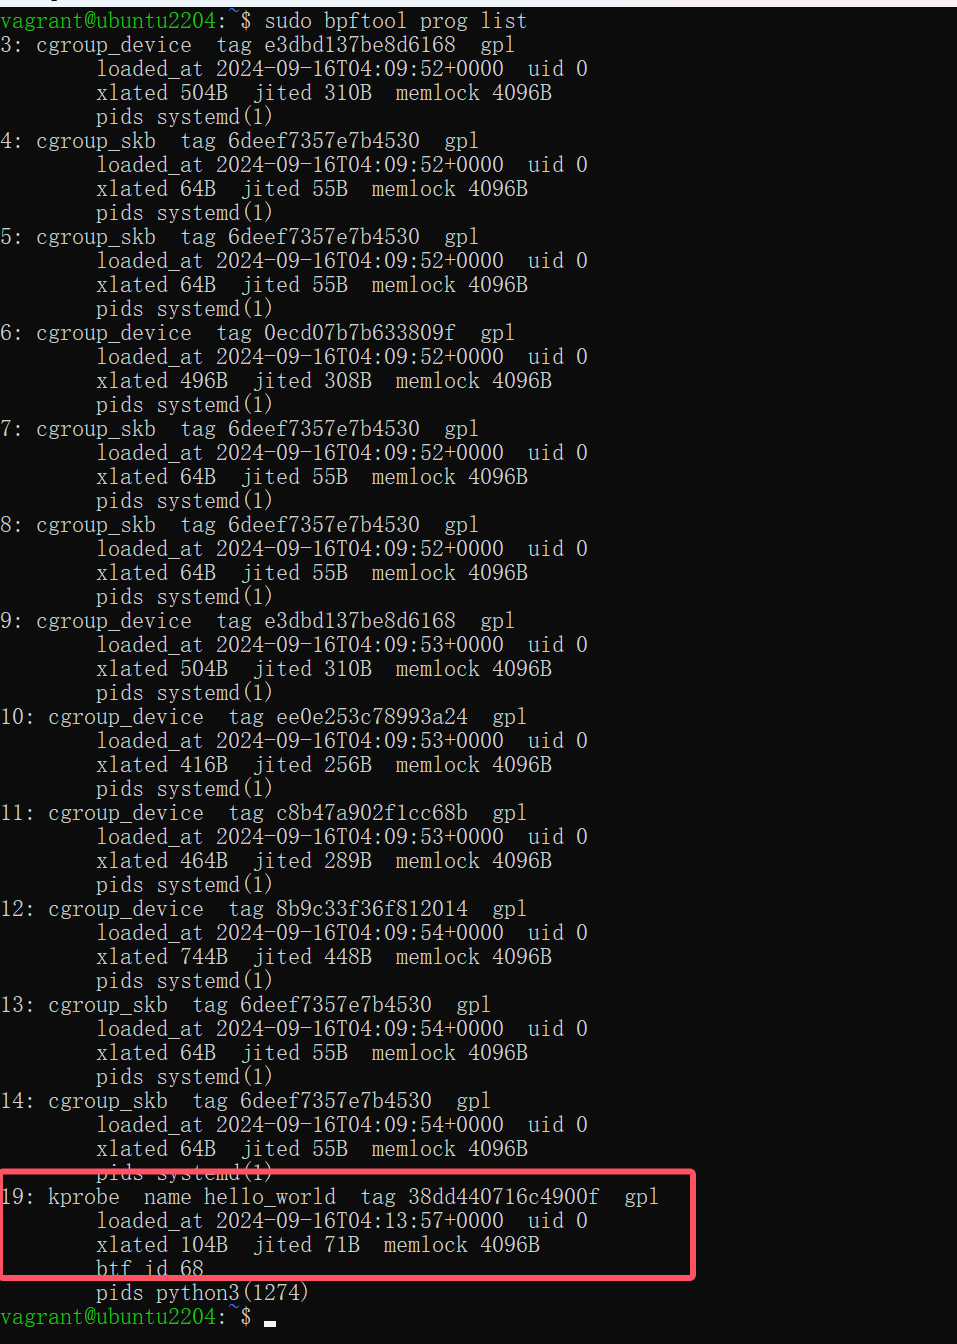 vagrant@ubuntu2204:~$ sudo bpftool prog list
3: cgroup_device  tag e3dbd137be8d6168  gpl
        loaded_at 2024-09-16T04:09:52+0000  uid 0
        xlated 504B  jited 310B  memlock 4096B
        pids systemd(1)
4: cgroup_skb  tag 6deef7357e7b4530  gpl
        loaded_at 2024-09-16T04:09:52+0000  uid 0
        xlated 64B  jited 55B  memlock 4096B
        pids systemd(1)
5: cgroup_skb  tag 6deef7357e7b4530  gpl
        loaded_at 2024-09-16T04:09:52+0000  uid 0
        xlated 64B  jited 55B  memlock 4096B
        pids systemd(1)
6: cgroup_device  tag 0ecd07b7b633809f  gpl
        loaded_at 2024-09-16T04:09:52+0000  uid 0
        xlated 496B  jited 308B  memlock 4096B
        pids systemd(1)
7: cgroup_skb  tag 6deef7357e7b4530  gpl
        loaded_at 2024-09-16T04:09:52+0000  uid 0
        xlated 64B  jited 55B  memlock 4096B
        pids systemd(1)
8: cgroup_skb  tag 6deef7357e7b4530  gpl
        loaded_at 2024-09-16T04:09:52+0000  uid 0
        xlated 64B  jited 55B  memlock 4096B
        pids systemd(1)
9: cgroup_device  tag e3dbd137be8d6168  gpl
        loaded_at 2024-09-16T04:09:53+0000  uid 0
        xlated 504B  jited 310B  memlock 4096B
        pids systemd(1)
10: cgroup_device  tag ee0e253c78993a24  gpl
        loaded_at 2024-09-16T04:09:53+0000  uid 0
        xlated 416B  jited 256B  memlock 4096B
        pids systemd(1)
11: cgroup_device  tag c8b47a902f1cc68b  gpl
        loaded_at 2024-09-16T04:09:53+0000  uid 0
        xlated 464B  jited 289B  memlock 4096B
        pids systemd(1)
12: cgroup_device  tag 8b9c33f36f812014  gpl
        loaded_at 2024-09-16T04:09:54+0000  uid 0
        xlated 744B  jited 448B  memlock 4096B
        pids systemd(1)
13: cgroup_skb  tag 6deef7357e7b4530  gpl
        loaded_at 2024-09-16T04:09:54+0000  uid 0
        xlated 64B  jited 55B  memlock 4096B
        pids systemd(1)
14: cgroup_skb  tag 6deef7357e7b4530  gpl
        loaded_at 2024-09-16T04:09:54+0000  uid 0
        xlated 64B  jited 55B  memlock 4096B
        pids systemd(1)
19: kprobe  name hello_world  tag 38dd440716c4900f  gpl
        loaded_at 2024-09-16T04:13:57+0000  uid 0
        xlated 104B  jited 71B  memlock 4096B
        btf_id 68
        pids python3(1274)
vagrant@ubuntu2204:~$